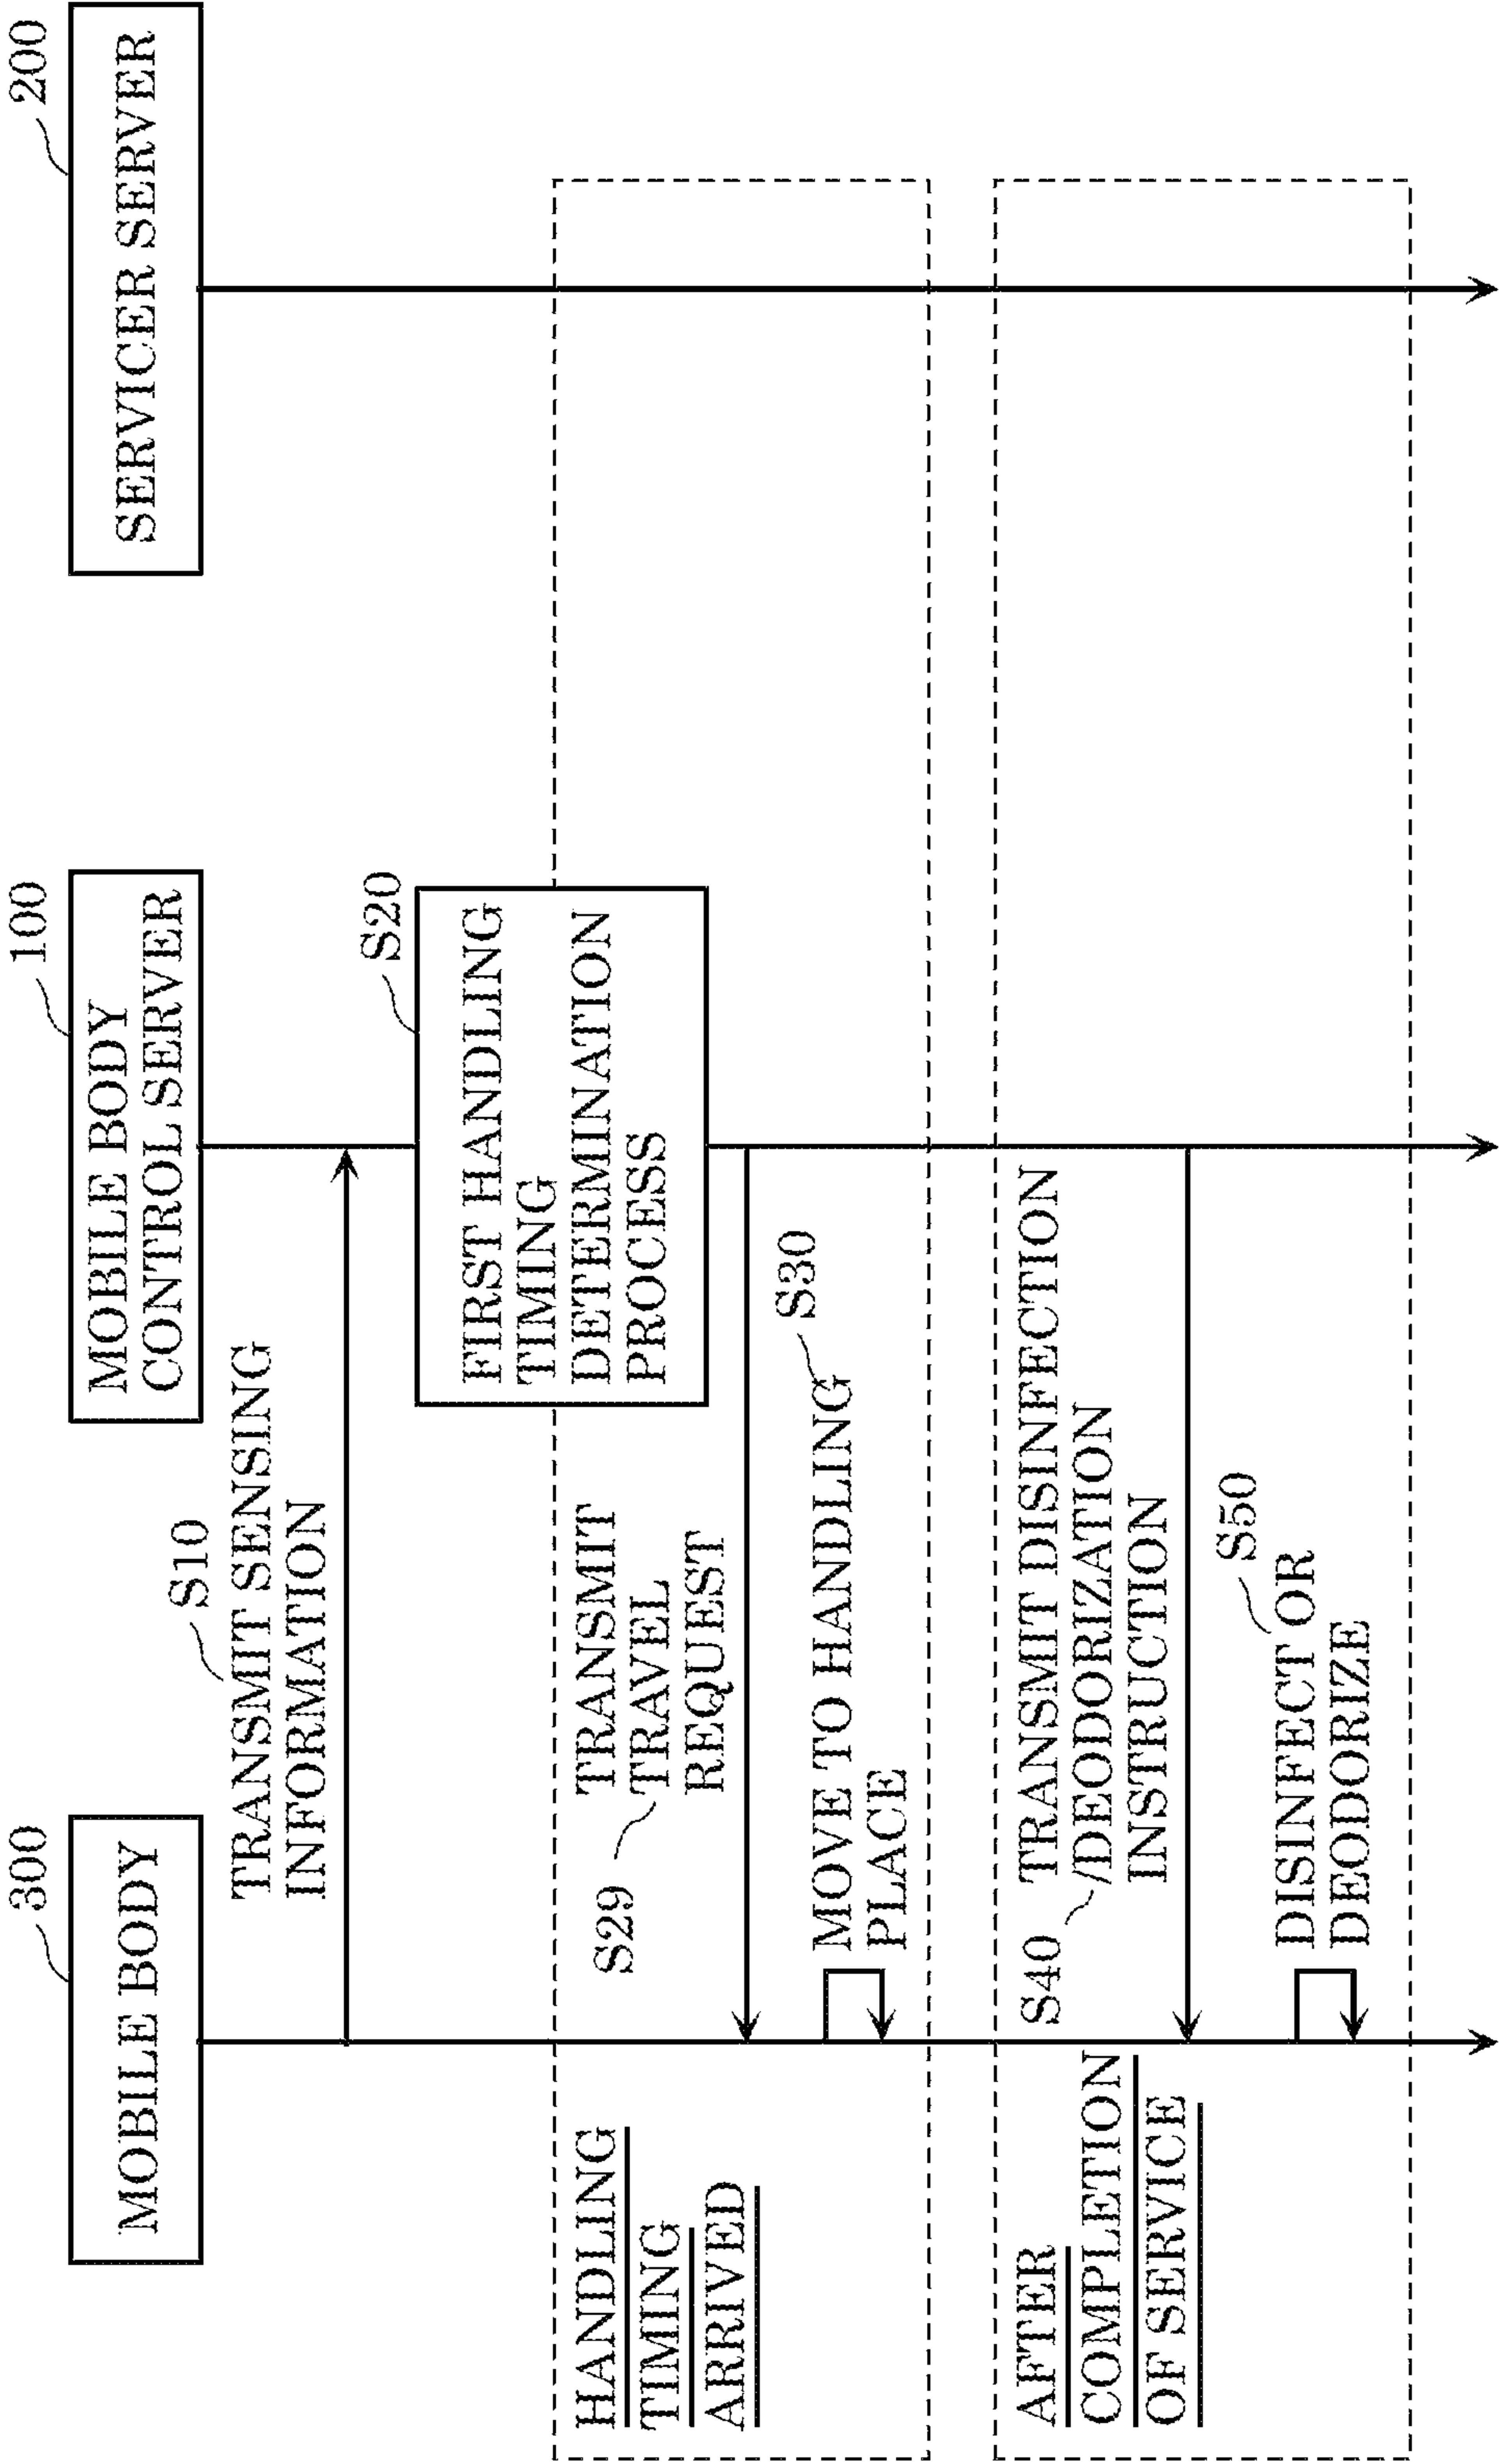 300
MOBILE BODY
100
MOBILE BODY
CONTROL SERVER
200
SERVICER SERVER
S10
TRANSMIT SENSING
INFORMATION
S20
FIRST HANDLING
TIMING
DETERMINATION
PROCESS
HANDLING
TIMING
ARRIVED
S29
TRANSMIT
TRAVEL
REQUEST
S30
MOVE TO HANDLING
PLACE
AFTER
COMPLETION
OF SERVICE
S40
TRANSMIT DISINFECTION
/DEODORIZATION
INSTRUCTION
S50
DISINFECT OR
DEODORIZE